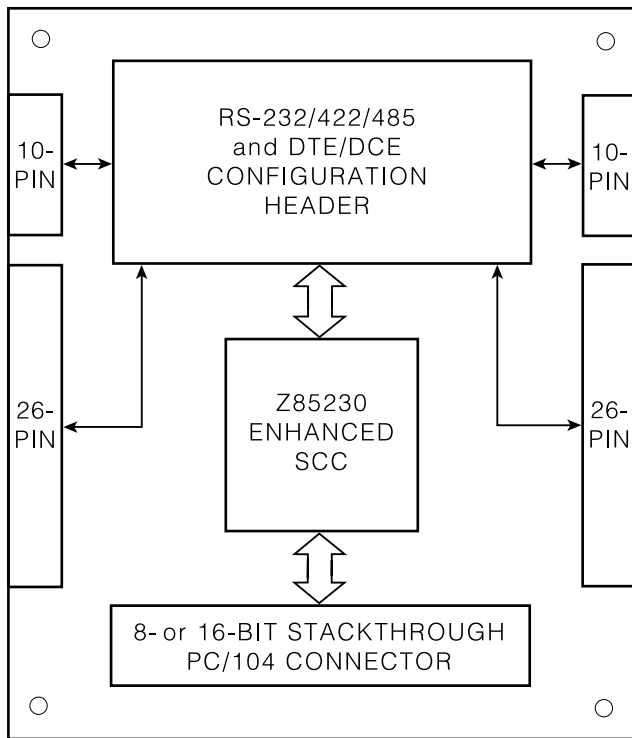 RS-232/422/485
and DTE/DCE
CONFIGURATION
HEADER
10-
PIN
10-
PIN
26-
PIN
Z85230
ENHANCED
SCC
26-
PIN
8- or 16-BIT STACKTHROUGH
PC/104 CONNECTOR